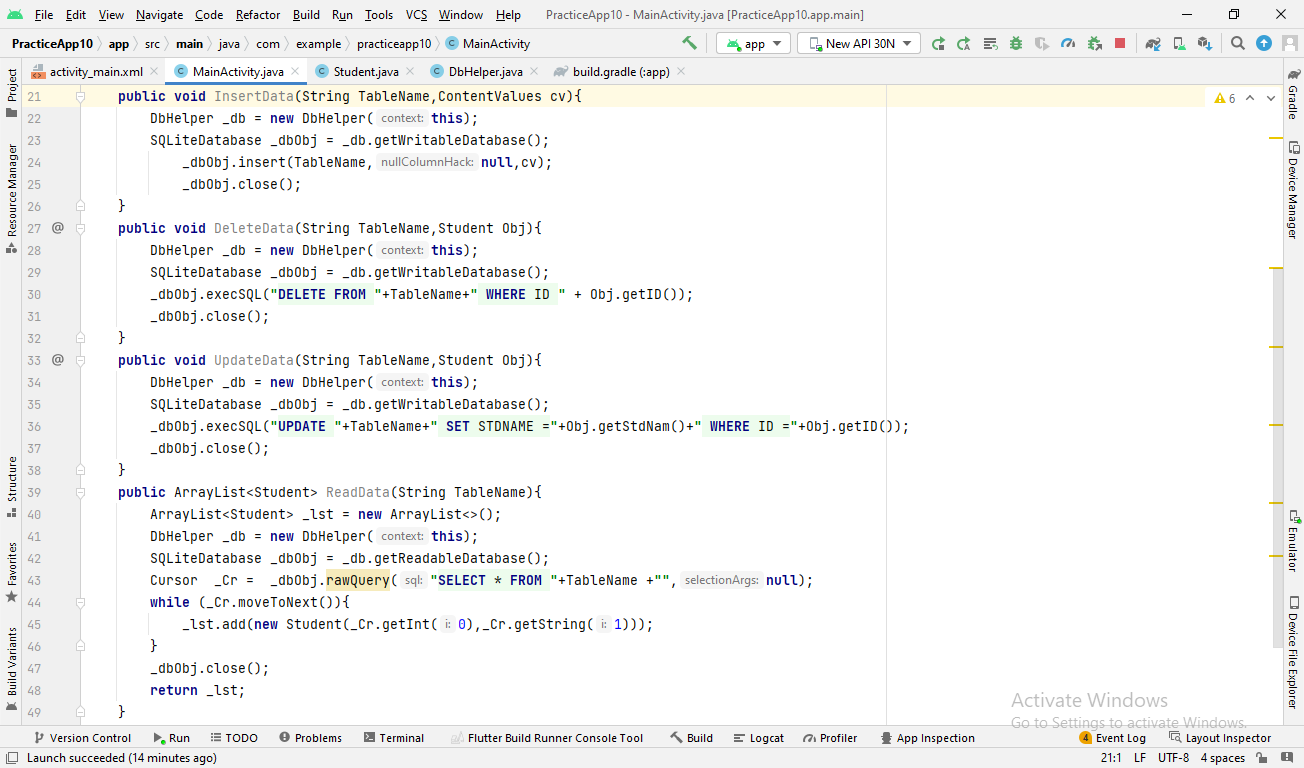 File Edit View Navigate Code Refactor Build Run Tools VCS Window Help PracticeApp10 - MainActivity.java [PracticeApp10.app.main]
PracticeApp10 app src main java com example practiceapp10 MainActivity app New API 30N
activity_main.xml MainActivity.java Student.java DbHelper.java build.gradle (:app)
Project
Resource Manager
Structure
Favorites
Build Variants
21 public void InsertData(String TableName,ContentValues cv){ 6
22 DbHelper _db = new DbHelper( context: this);
23 SQLiteDatabase _dbObj = _db.getWritableDatabase();
24 _dbObj.insert(TableName, nullColumnHack: null,cv);
25 _dbObj.close();
26 }
27 @ public void DeleteData(String TableName,Student Obj){
28 DbHelper _db = new DbHelper( context: this);
29 SQLiteDatabase _dbObj = _db.getWritableDatabase();
30 _dbObj.execSQL("DELETE FROM "+TableName+" WHERE ID " + Obj.getID());
31 _dbObj.close();
32 }
33 @ public void UpdateData(String TableName,Student Obj){
34 DbHelper _db = new DbHelper( context: this);
35 SQLiteDatabase _dbObj = _db.getWritableDatabase();
36 _dbObj.execSQL("UPDATE "+TableName+" SET STDNAME ="+Obj.getStdNam()+" WHERE ID ="+Obj.getID());
37 _dbObj.close();
38 }
39 public ArrayList<Student> ReadData(String TableName){
40 ArrayList<Student> _lst = new ArrayList<>();
41 DbHelper _db = new DbHelper( context: this);
42 SQLiteDatabase _dbObj = _db.getReadableDatabase();
43 Cursor _Cr = _dbObj.rawQuery( sql: "SELECT * FROM "+TableName +"", selectionArgs: null);
44 while (_Cr.moveToNext()){
45 _lst.add(new Student(_Cr.getInt( i: 0),_Cr.getString( i: 1)));
46 }
47 _dbObj.close();
48 return _lst;
49 }
Gradle
Device Manager
Emulator
Device File Explorer
Activate Windows
Go to Settings to activate Windows.
Version Control Run TODO Problems Terminal Flutter Build Runner Console Tool Build Logcat Profiler App Inspection 4 Event Log Layout Inspector
Launch succeeded (14 minutes ago) 21:1 LF UTF-8 4 spaces